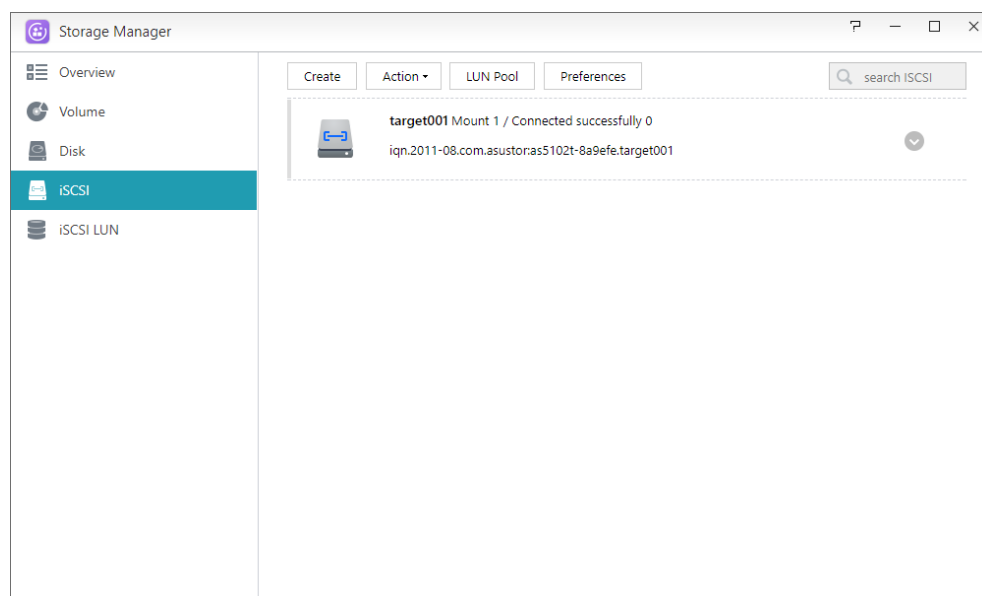 Storage Manager
Overview
Volume
Disk
iSCSI
iSCSI LUN
Create
Action
LUN Pool
Preferences
search ISCSI
target001 Mount 1 / Connected successfully 0
iqn.2011-08.com.asustor:as5102t-8a9efe.target001